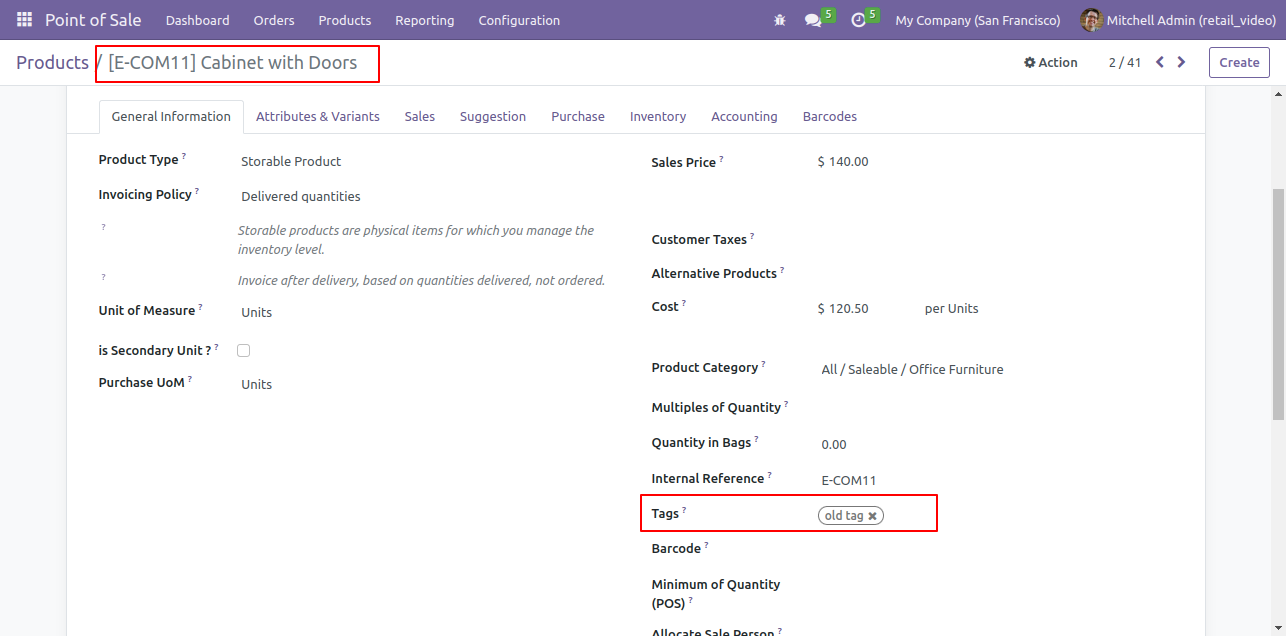 Point of Sale Dashboard Orders Products Reporting Configuration 5 5 My Company (San Francisco) Mitchell Admin (retail_video)
Products / [E-COM11] Cabinet with Doors Action 2 / 41 Create
General Information Attributes & Variants Sales Suggestion Purchase Inventory Accounting Barcodes
Product Type ? Storable Product
Invoicing Policy ? Delivered quantities
? Storable products are physical items for which you manage the
inventory level.
? Invoice after delivery, based on quantities delivered, not ordered.
Unit of Measure ? Units
is Secondary Unit ? ?
Purchase UoM ? Units
Sales Price ? $ 140.00
Customer Taxes ?
Alternative Products ?
Cost ? $ 120.50 per Units
Product Category ? All / Saleable / Office Furniture
Multiples of Quantity ?
Quantity in Bags ? 0.00
Internal Reference ? E-COM11
Tags ? old tag ×
Barcode ?
Minimum of Quantity
(POS) ?
Allocate Sale Person ?